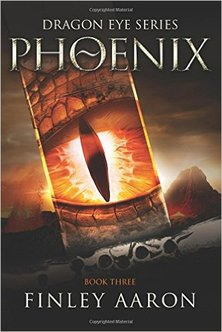 DRAGON EYE SERIES
PHOENIX
BOOK THREE
FINLEY AARON